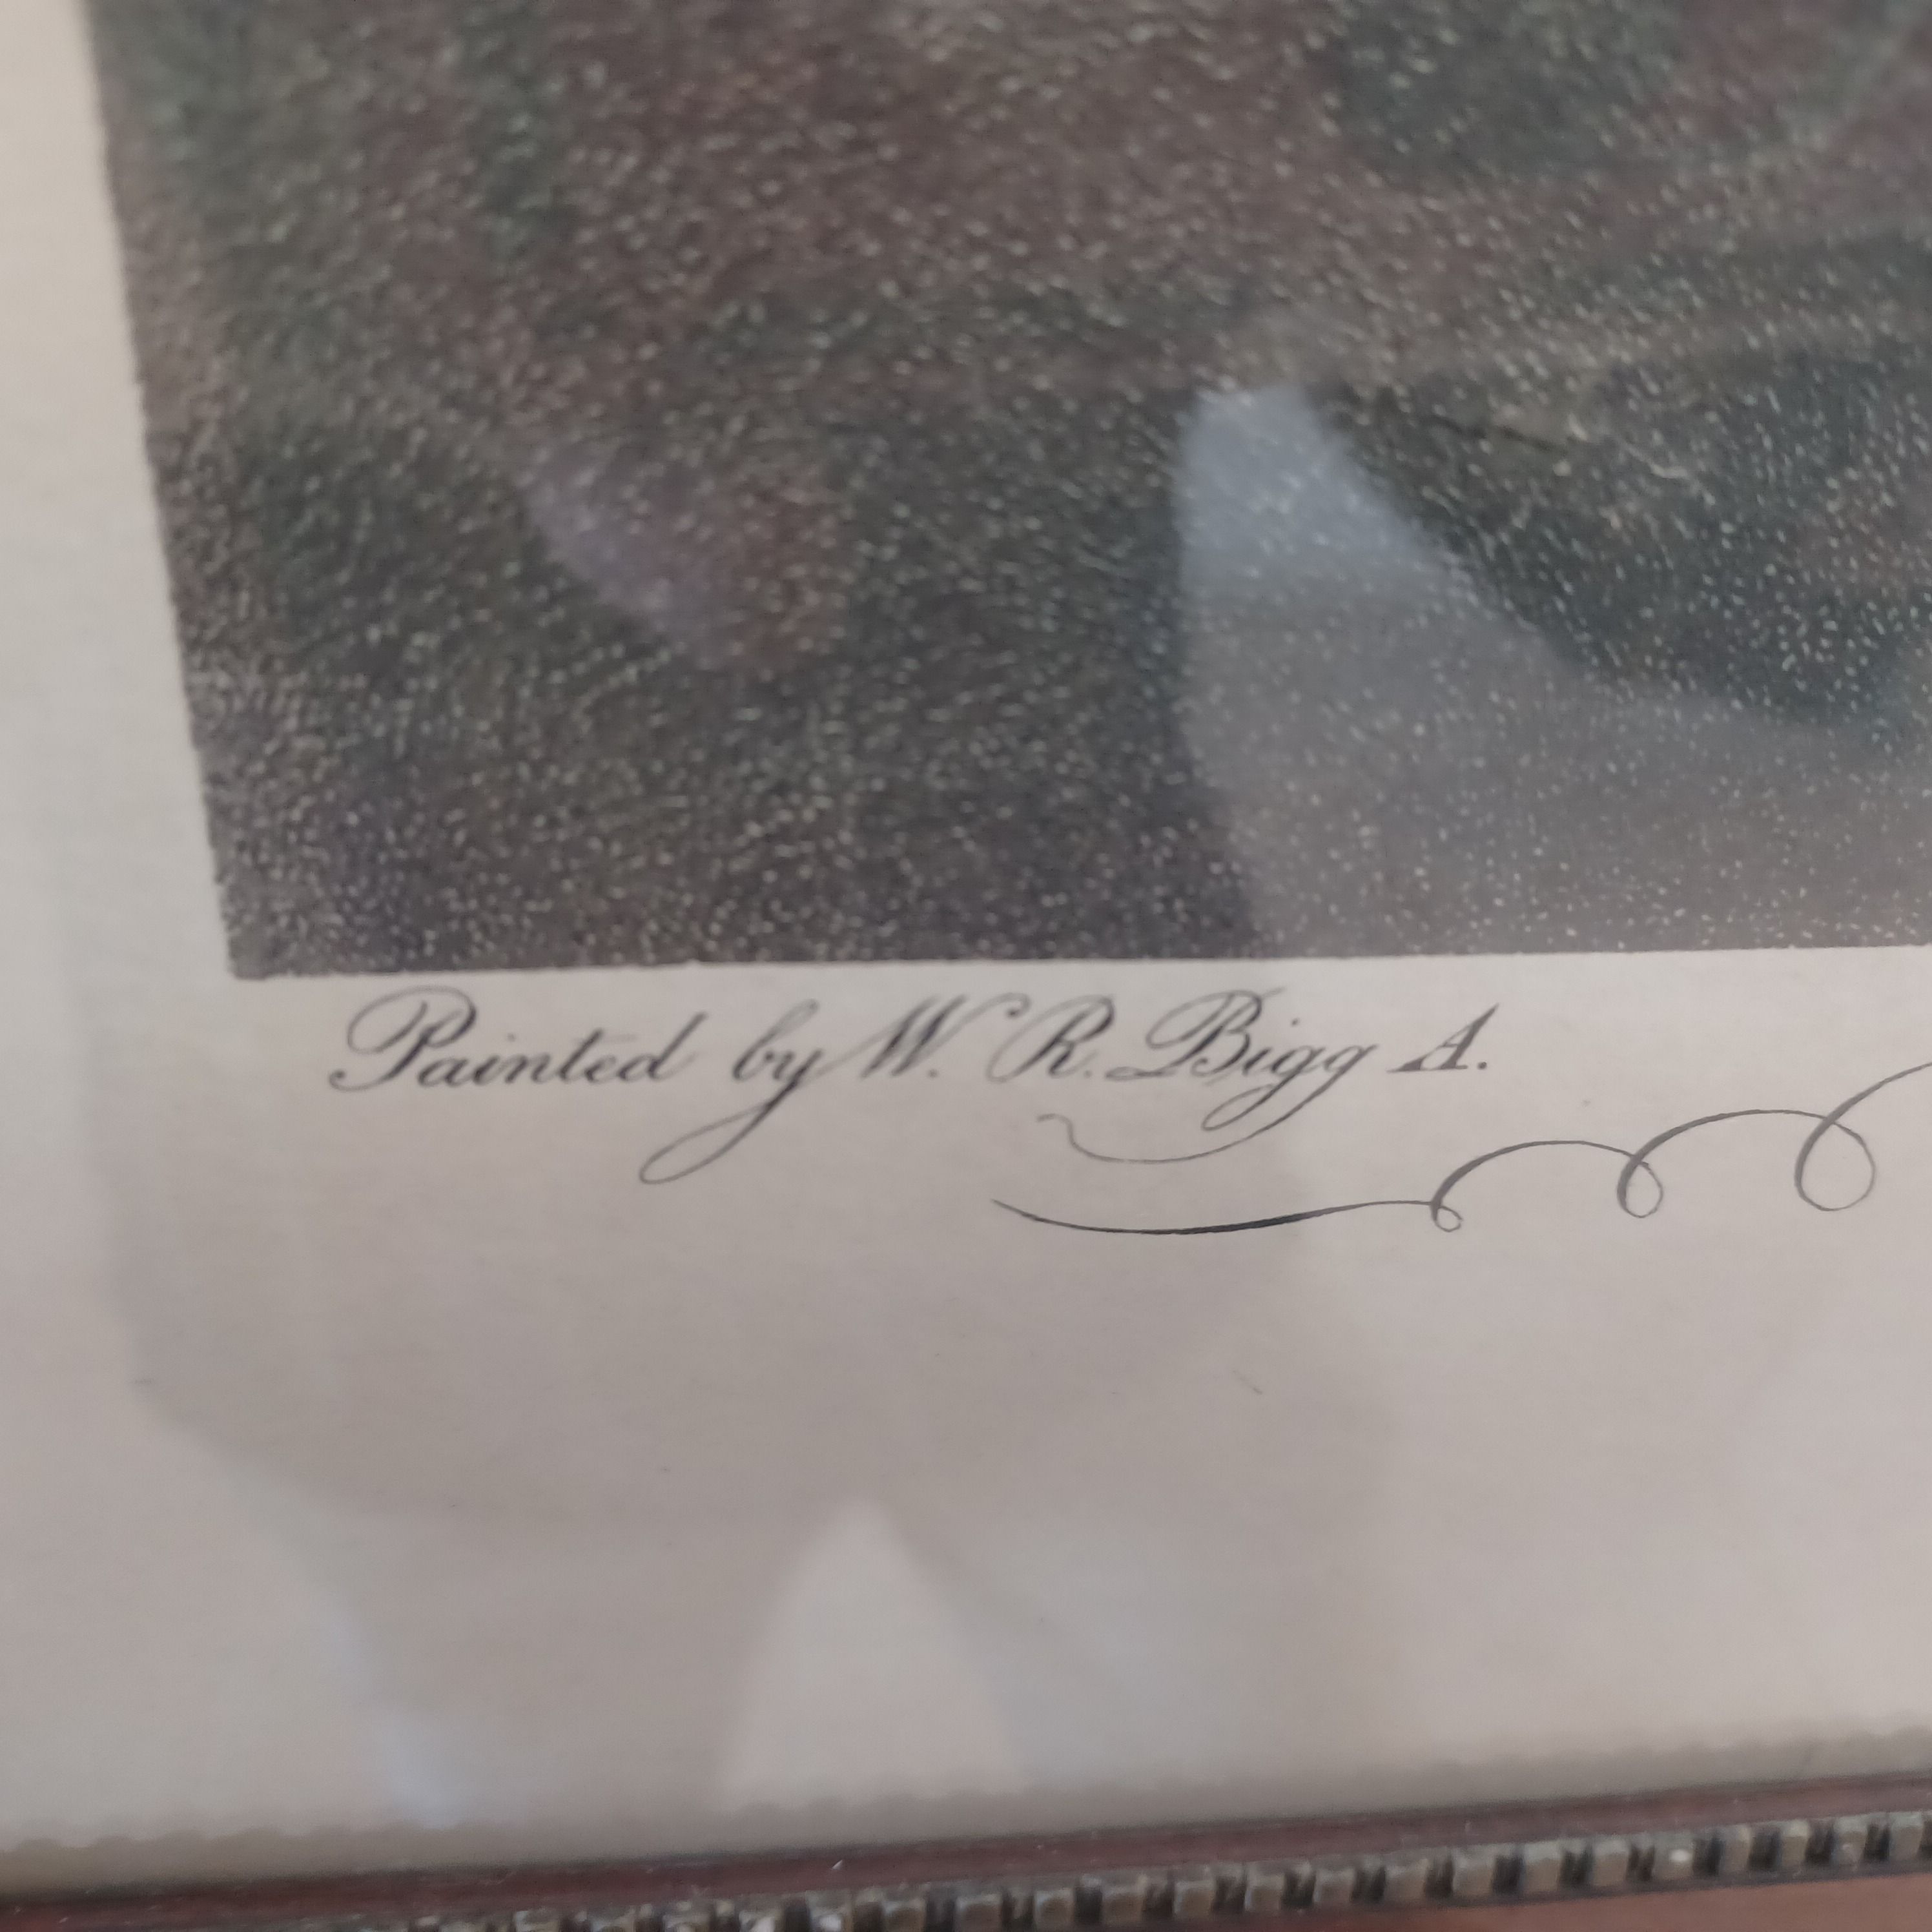 Painted by W. R. Bigg A.